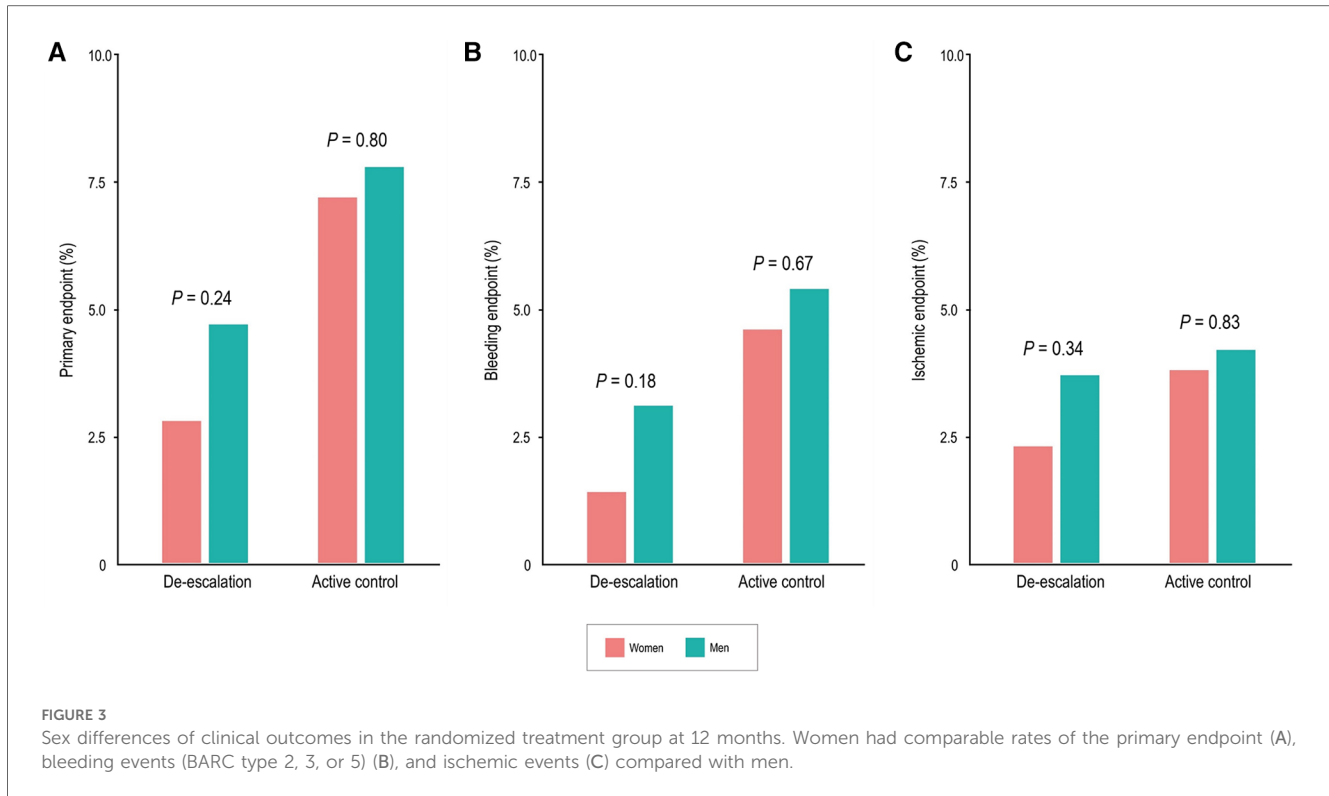 A
10.0
7.5
5.0
2.5
0
Primary endpoint (%)
P = 0.24
P = 0.80
De-escalation
Active control
B
10.0
7.5
5.0
2.5
0
Bleeding endpoint (%)
P = 0.18
P = 0.67
De-escalation
Active control
C
10.0
7.5
5.0
2.5
0
Ischemic endpoint (%)
P = 0.34
P = 0.83
De-escalation
Active control
Women Men
FIGURE 3
Sex differences of clinical outcomes in the randomized treatment group at 12 months. Women had comparable rates of the primary endpoint (A),
bleeding events (BARC type 2, 3, or 5) (B), and ischemic events (C) compared with men.